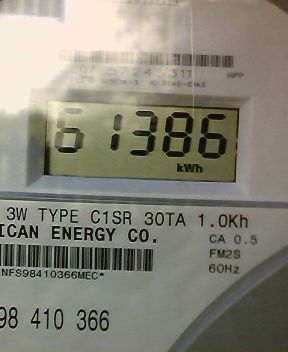 61386
kWh
3W TYPE C1SR 30TA 1.0Kh
ICAN ENERGY CO.
CA 0.5
FM2S
60Hz
NFS98410366MEC*
98 410 366